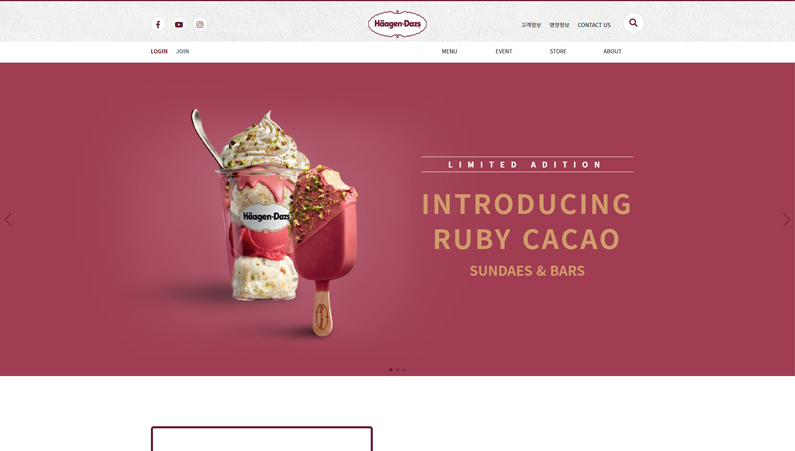 Häagen-Dazs
고객정보 영양정보 CONTACT US
LOGIN JOIN
MENU EVENT STORE ABOUT
LIMITED ADITION
INTRODUCING
RUBY CACAO
SUNDAES & BARS
Häagen-Dazs